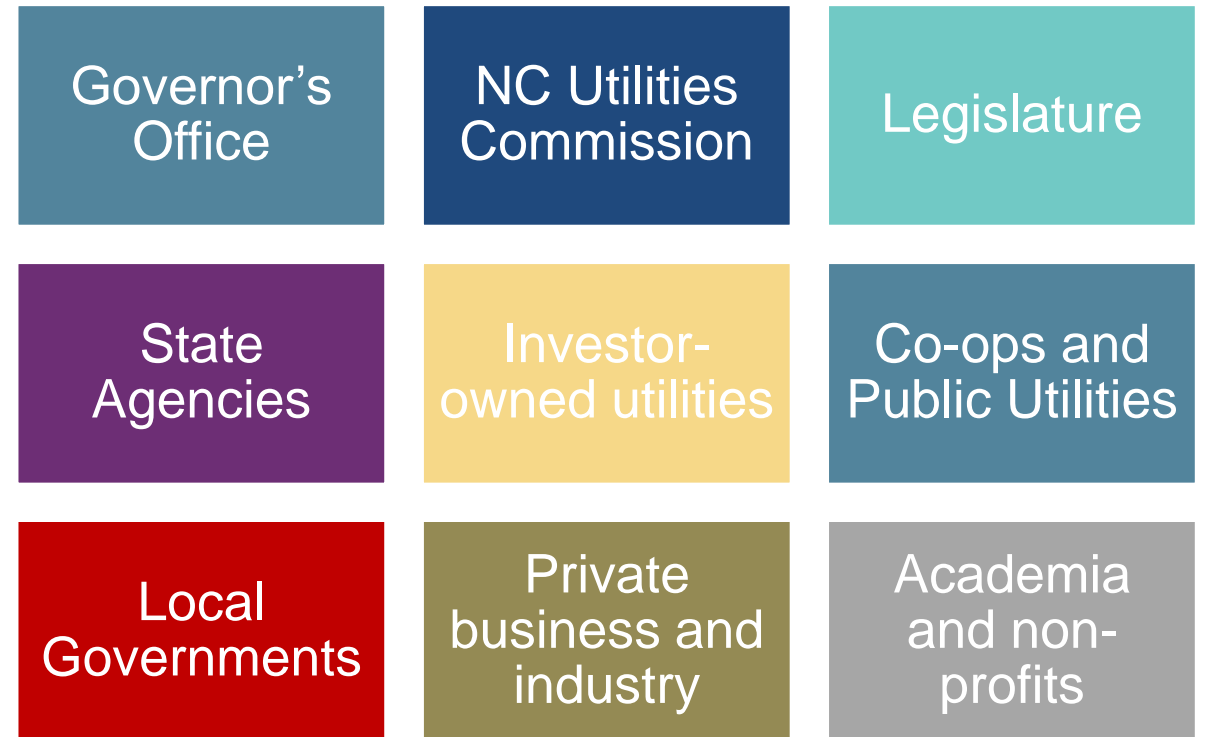 Governor’s
Office
NC Utilities
Commission
Legislature
State
Agencies
Investor-
owned utilities
Co-ops and
Public Utilities
Local
Governments
Private
business and
industry
Academia
and non-
profits